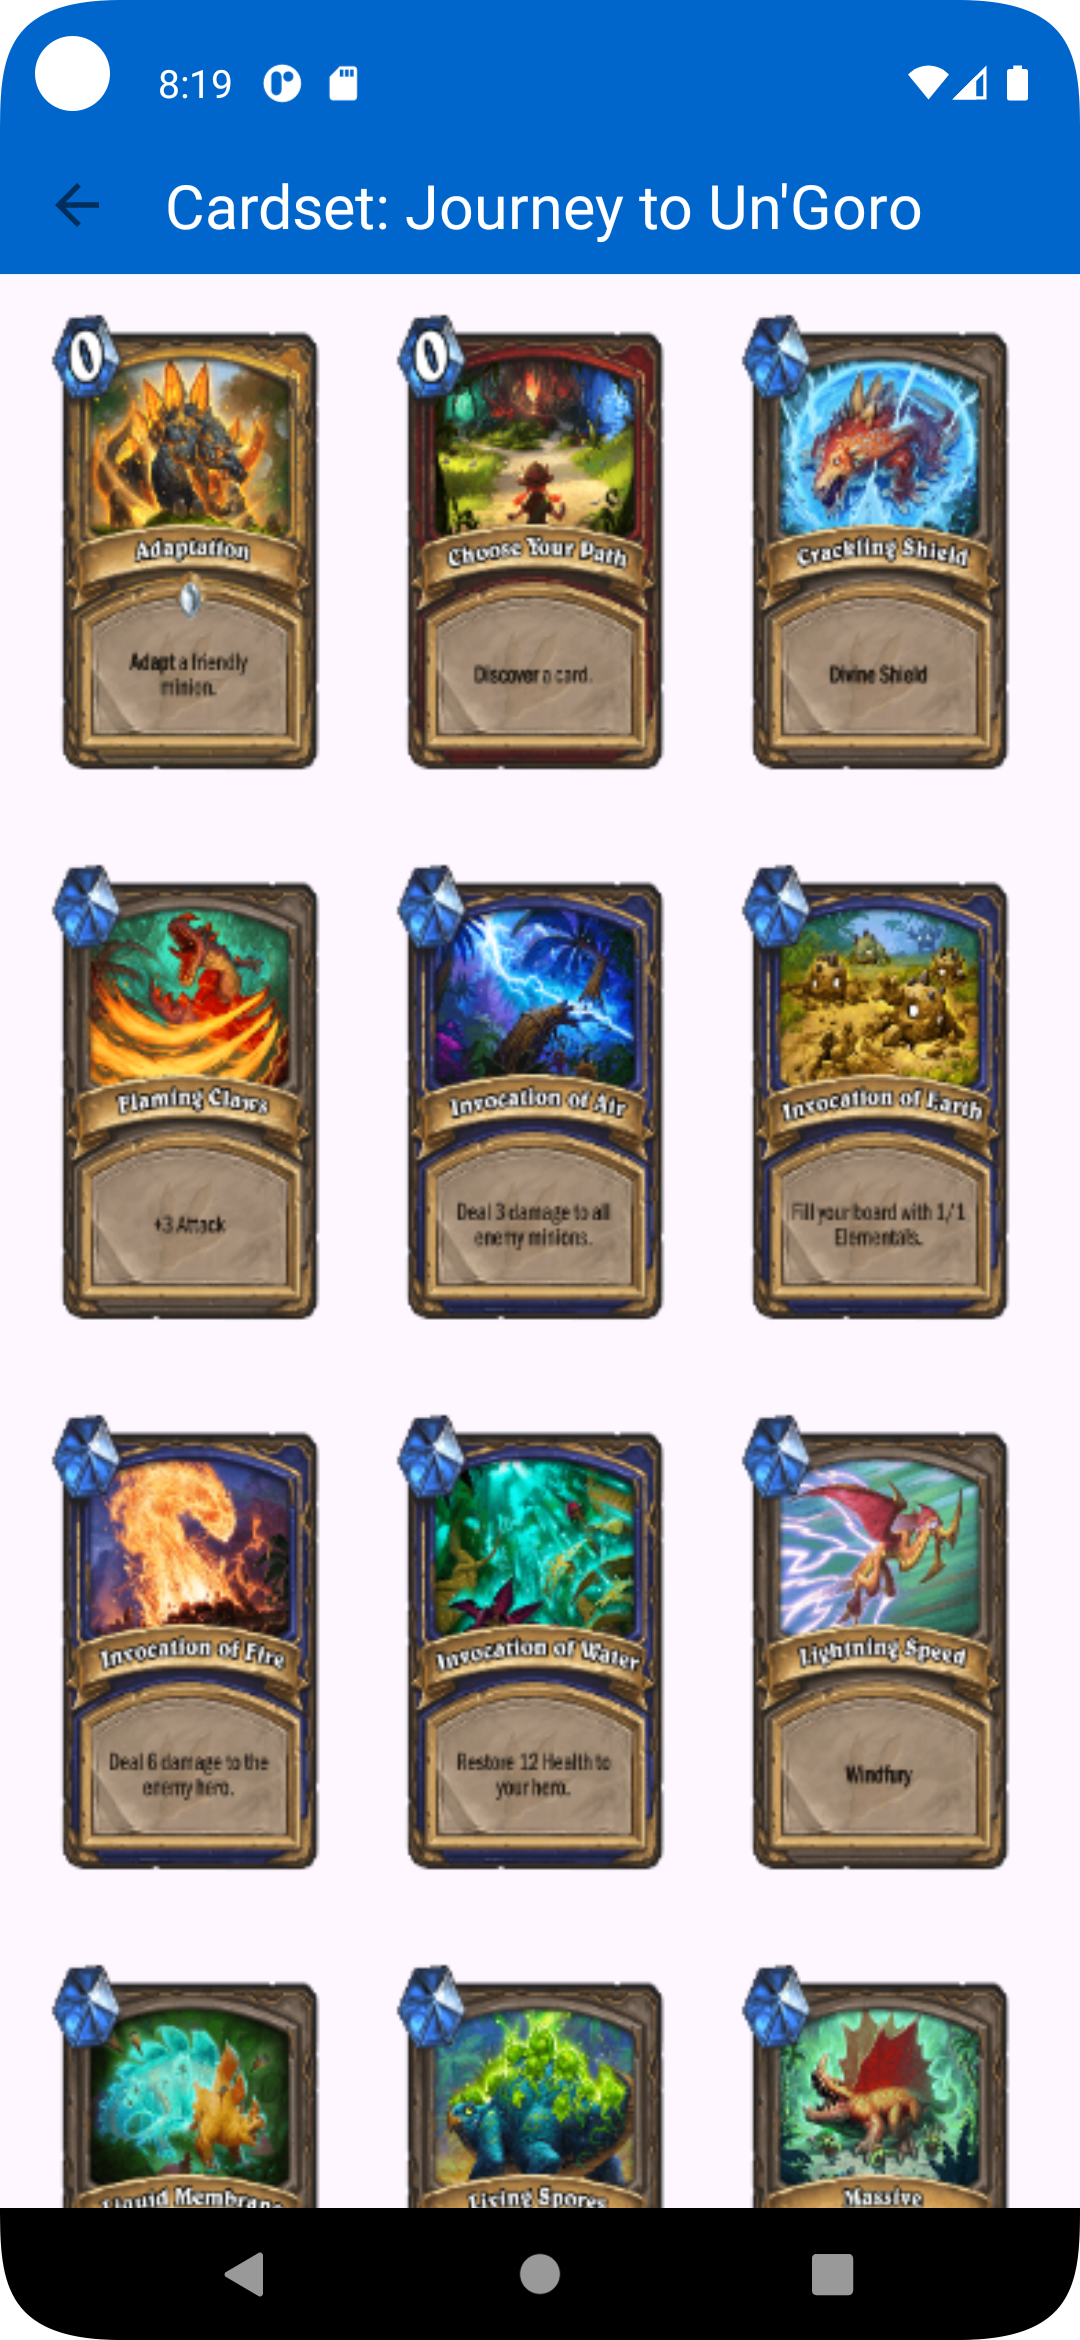 8:19
Cardset: Journey to Un'Goro
0
Adaptation
Adapt a friendly
minion.
0
Choose Your Path
Discover a card.
Crackling Shield
Divine Shield
Flaming Claws
+3 Attack
Invocation of Air
Deal 3 damage to all
enemy minions.
Invocation of Earth
Fill your board with 1/1
Elementals.
Invocation of Fire
Deal 6 damage to the
enemy hero.
Invocation of Water
Restore 12 Health to
your hero.
Lightning Speed
Windfury
Liquid Membrane
Living Spores
Massive